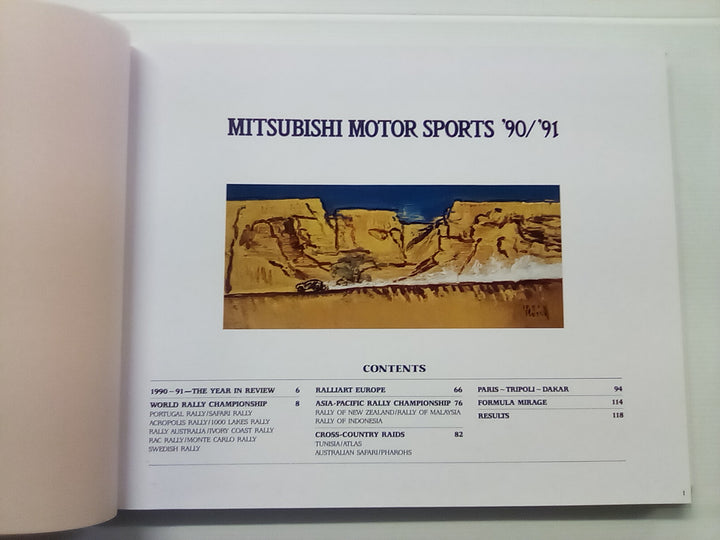 MITSUBISHI MOTOR SPORTS '90/'91
CONTENTS
1990-91—THE YEAR IN REVIEW 6
WORLD RALLY CHAMPIONSHIP 8
PORTUGAL RALLY/SAFARI RALLY
ACROPOLIS RALLY/1000 LAKES RALLY
RALLY AUSTRALIA/IVORY COAST RALLY
RAC RALLY/MONTE CARLO RALLY
SWEDISH RALLY
RALLIART EUROPE 66
ASIA-PACIFIC RALLY CHAMPIONSHIP 76
RALLY OF NEW ZEALAND/RALLY OF MALAYSIA
RALLY OF INDONESIA
CROSS-COUNTRY RAIDS 82
TUNISIA/ATLAS
AUSTRALIAN SAFARI/PHAROHS
PARIS-TRIPOLI-DAKAR 94
FORMULA MIRAGE 114
RESULTS 118
1